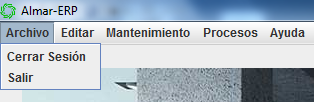 Almar-ERP
Archivo Editar Mantenimiento Procesos Ayuda
Cerrar Sesión
Salir